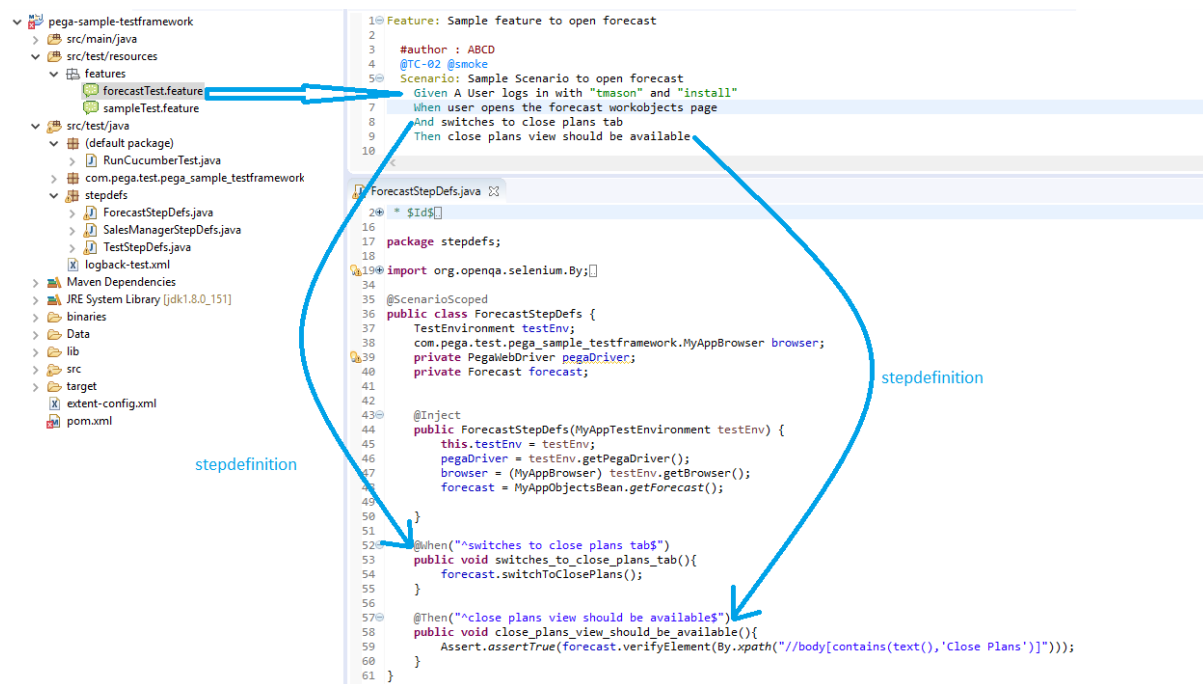 pega-sample-testframework
src/main/java
src/test/resources
features
forecastTest.feature
sampleTest.feature
src/test/java
(default package)
RunCucumberTest.java
com.pega.test.pega_sample_testframework
stepdefs
ForecastStepDefs.java
SalesManagerStepDefs.java
TestStepDefs.java
logback-test.xml
Maven Dependencies
JRE System Library [jdk1.8.0_151]
binaries
Data
lib
src
target
extent-config.xml
pom.xml
1 Feature: Sample feature to open forecast
2
3 #author : ABCD
4 @TC-02 @smoke
5 Scenario: Sample Scenario to open forecast
6 Given A User logs in with "tmason" and "install"
7 When user opens the forecast workobjects page
8 And switches to close plans tab
9 Then close plans view should be available
10
ForecastStepDefs.java
2 * $Id$
16
17 package stepdefs;
18
19 import org.openqa.selenium.By;
34
35 @ScenarioScoped
36 public class ForecastStepDefs {
37 TestEnvironment testEnv;
38 com.pega.test.pega_sample_testframework.MyAppBrowser browser;
39 private PegaWebDriver pegaDriver;
40 private Forecast forecast;
41
42
43 @Inject
44 public ForecastStepDefs(MyAppTestEnvironment testEnv) {
45 this.testEnv = testEnv;
46 pegaDriver = testEnv.getPegaDriver();
47 browser = (MyAppBrowser) testEnv.getBrowser();
48 forecast = MyAppObjectsBean.getForecast();
49
50 }
51
52 @When("^switches to close plans tab$")
53 public void switches_to_close_plans_tab(){
54 forecast.switchToClosePlans();
55 }
56
57 @Then("^close plans view should be available$")
58 public void close_plans_view_should_be_available(){
59 Assert.assertTrue(forecast.verifyElement(By.xpath("//body[contains(text(),'Close Plans')]")));
60 }
61 }
stepdefinition
stepdefinition